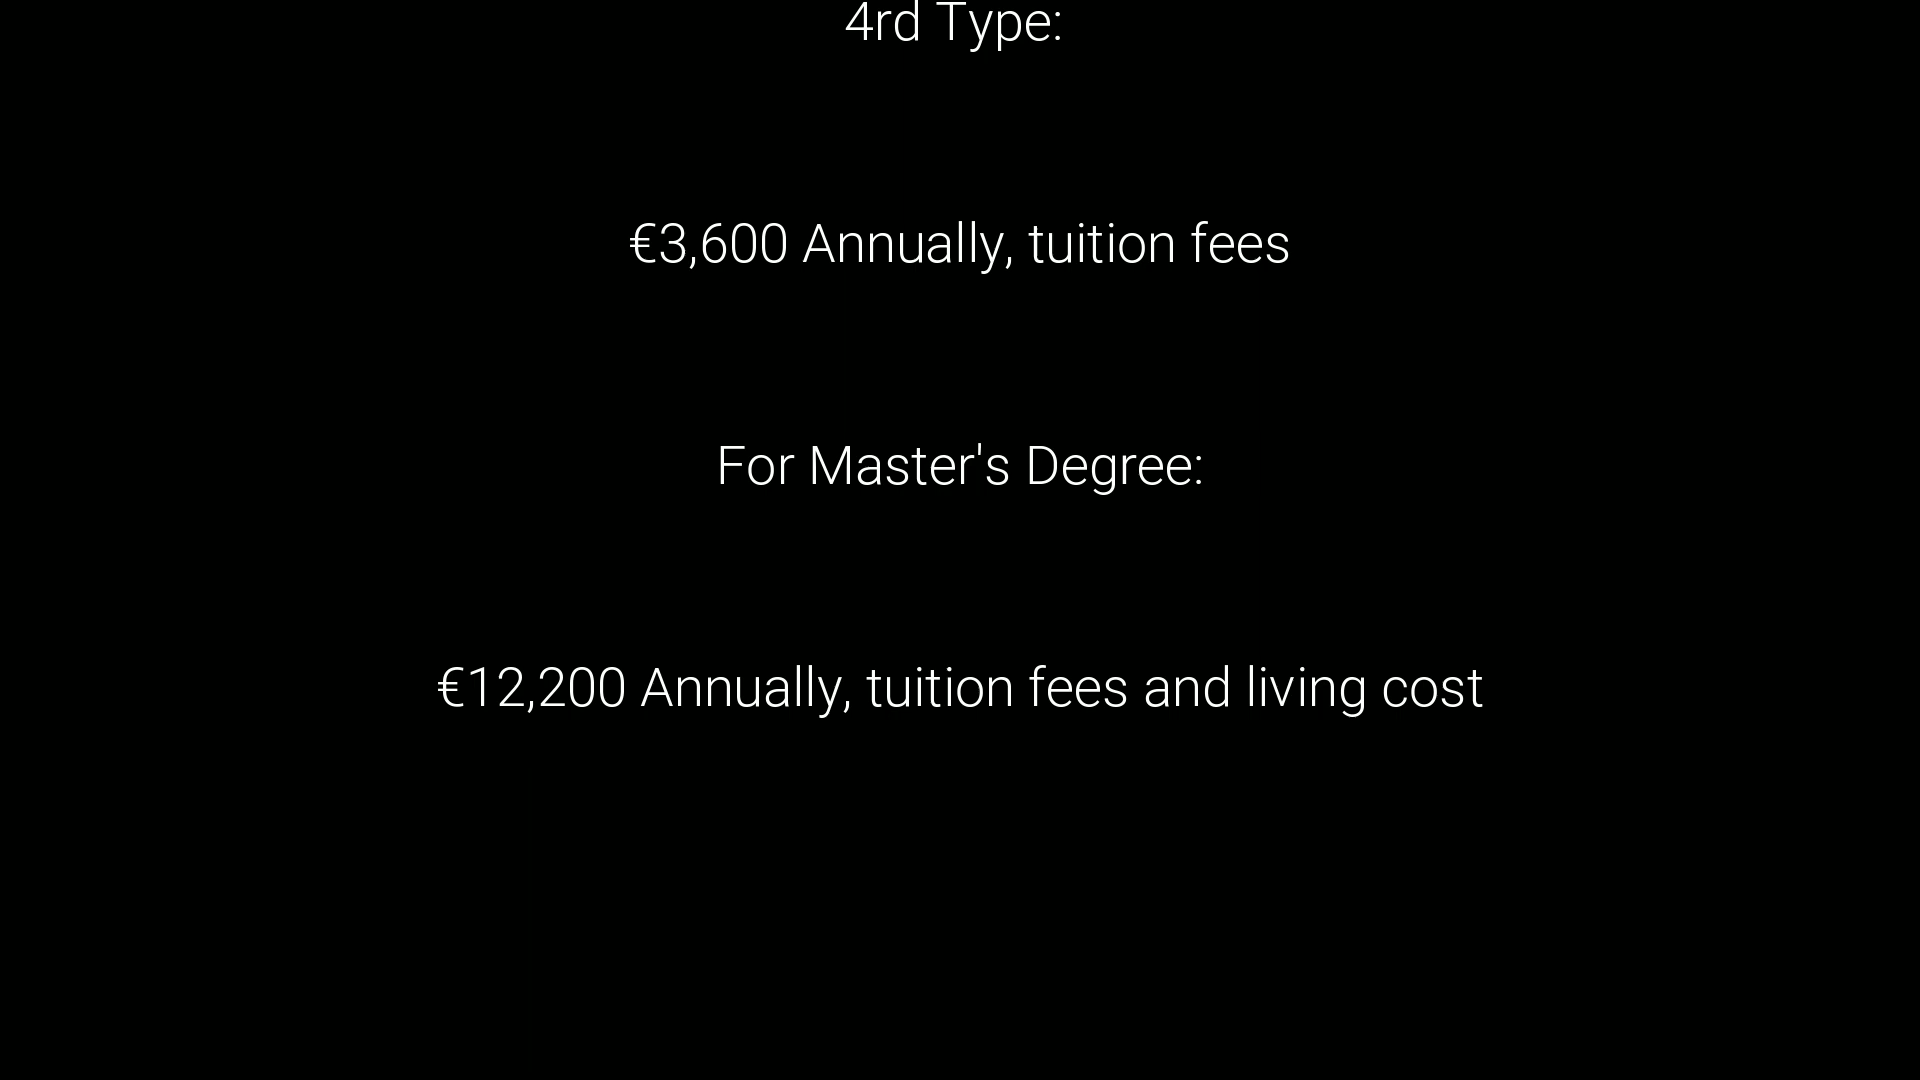 4rd Type:
€3,600 Annually, tuition fees
For Master's Degree:
€12,200 Annually, tuition fees and living cost